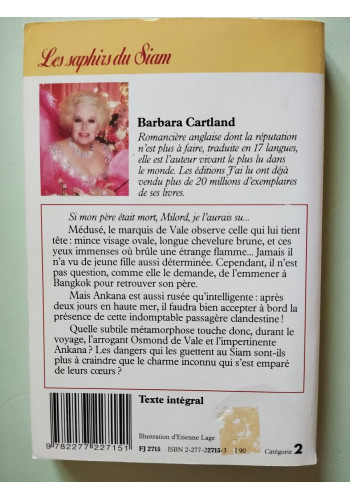 Les saphirs du Siam
Barbara Cartland
Romancière anglaise dont la réputation
n'est plus à faire, traduite en 17 langues,
elle est l'auteur vivant le plus lu dans
le monde. Les éditions J'ai lu ont déjà
vendu plus de 20 millions d'exemplaires
de ses livres.
Si mon père était mort, Milord, je l'aurais su...
Médusé, le marquis de Vale observe celle qui lui tient
tête : mince visage ovale, longue chevelure brune, et ces
yeux immenses où brûle une étrange flamme... Jamais il
n'a vu de jeune fille aussi déterminée. Cependant, il n'est
pas question, comme elle le demande, de l'emmener à
Bangkok pour retrouver son père.
Mais Ankana est aussi rusée qu'intelligente : après
deux jours en haute mer, il faudra bien accepter à bord la
présence de cette indomptable passagère clandestine !
Quelle subtile métamorphose touche donc, durant le
voyage, l'arrogant Osmond de Vale et l'impertinente
Ankana ? Les dangers qui les guettent au Siam sont-ils
plus à craindre que le charme inconnu qui s'est emparé
de leurs cœurs ?
Texte intégral
Illustration d'Etienne Lage
9 782277 227151
FJ 2715 ISBN 2-277-22715-3 190 Catégorie 2